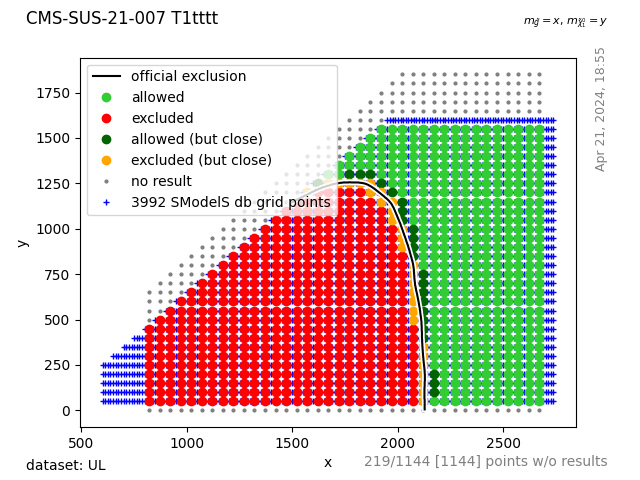 CMS-SUS-21-007 T1tttt
m_g̃ = x, m_χ̃₁⁰ = y
Apr 21, 2024, 18:55
official exclusion
allowed
excluded
allowed (but close)
excluded (but close)
no result
3992 SModelS db grid points
y
1750
1500
1250
1000
750
500
250
0
500
1000
1500
2000
2500
x
dataset: UL
219/1144 [1144] points w/o results